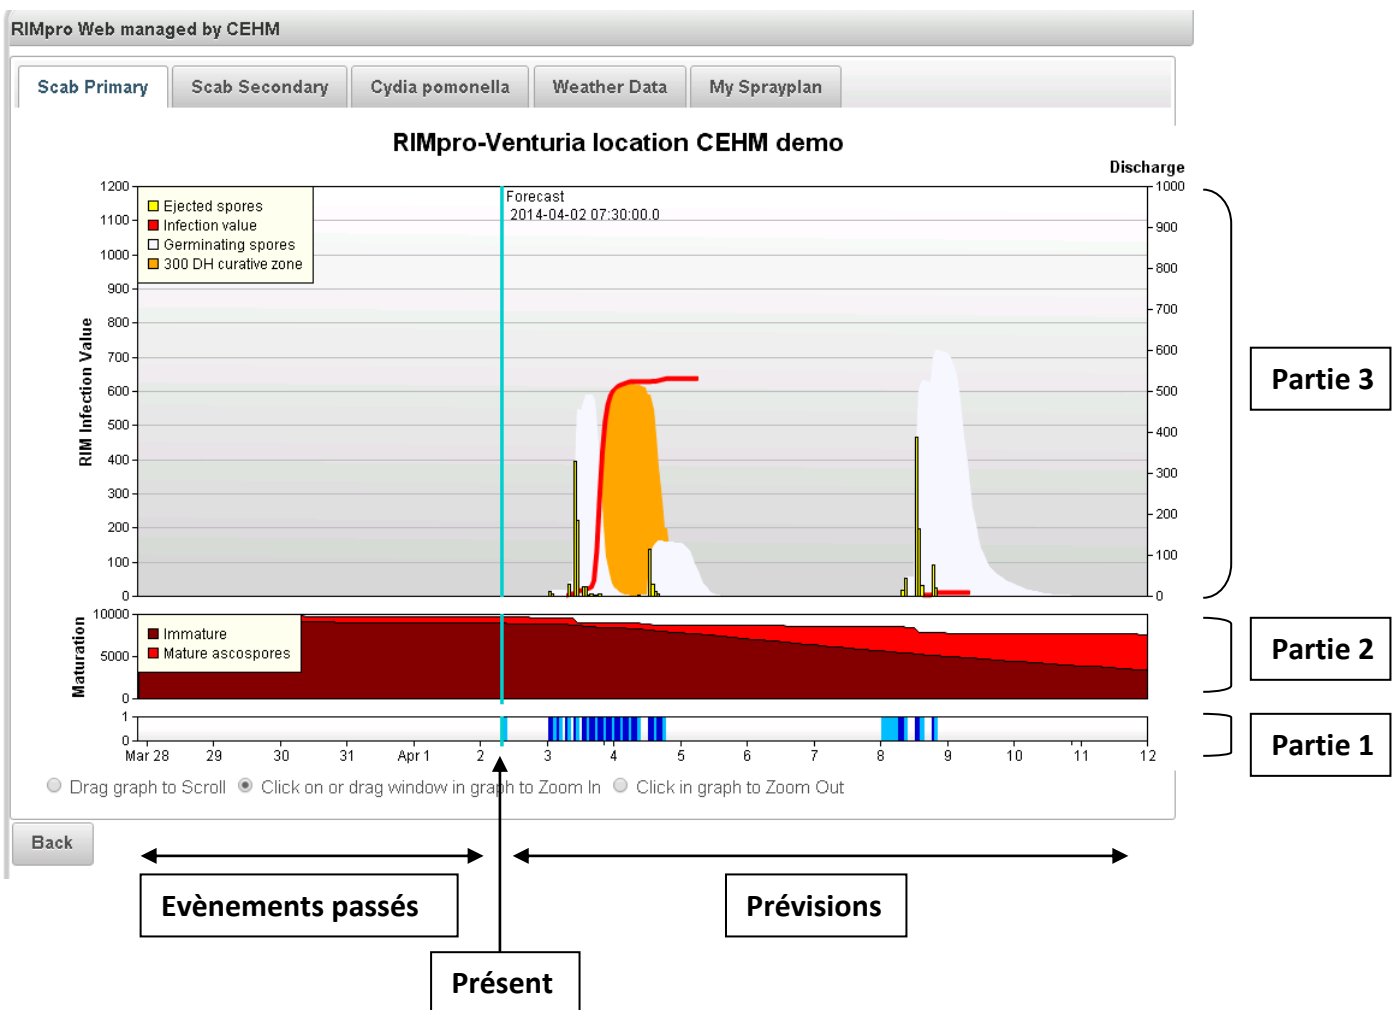 RIMpro Web managed by CEHM
Scab Primary Scab Secondary Cydia pomonella Weather Data My Sprayplan
RIMpro-Venturia location CEHM demo
Discharge
Forecast
2014-04-02 07:30:00.0
Ejected spores
Infection value
Germinating spores
300 DH curative zone
1200
1100
1000
900
800
700
600
500
400
300
200
100
0
RIM Infection Value
1000
900
800
700
600
500
400
300
200
100
0
Partie 3
10000
5000
0
Maturation
Immature
Mature ascospores
Partie 2
1
0
Partie 1
Mar 28 29 30 31 Apr 1 2 3 4 5 6 7 8 9 10 11 12
Drag graph to Scroll Click on or drag window in graph to Zoom In Click in graph to Zoom Out
Back
Evènements passés
Prévisions
Présent